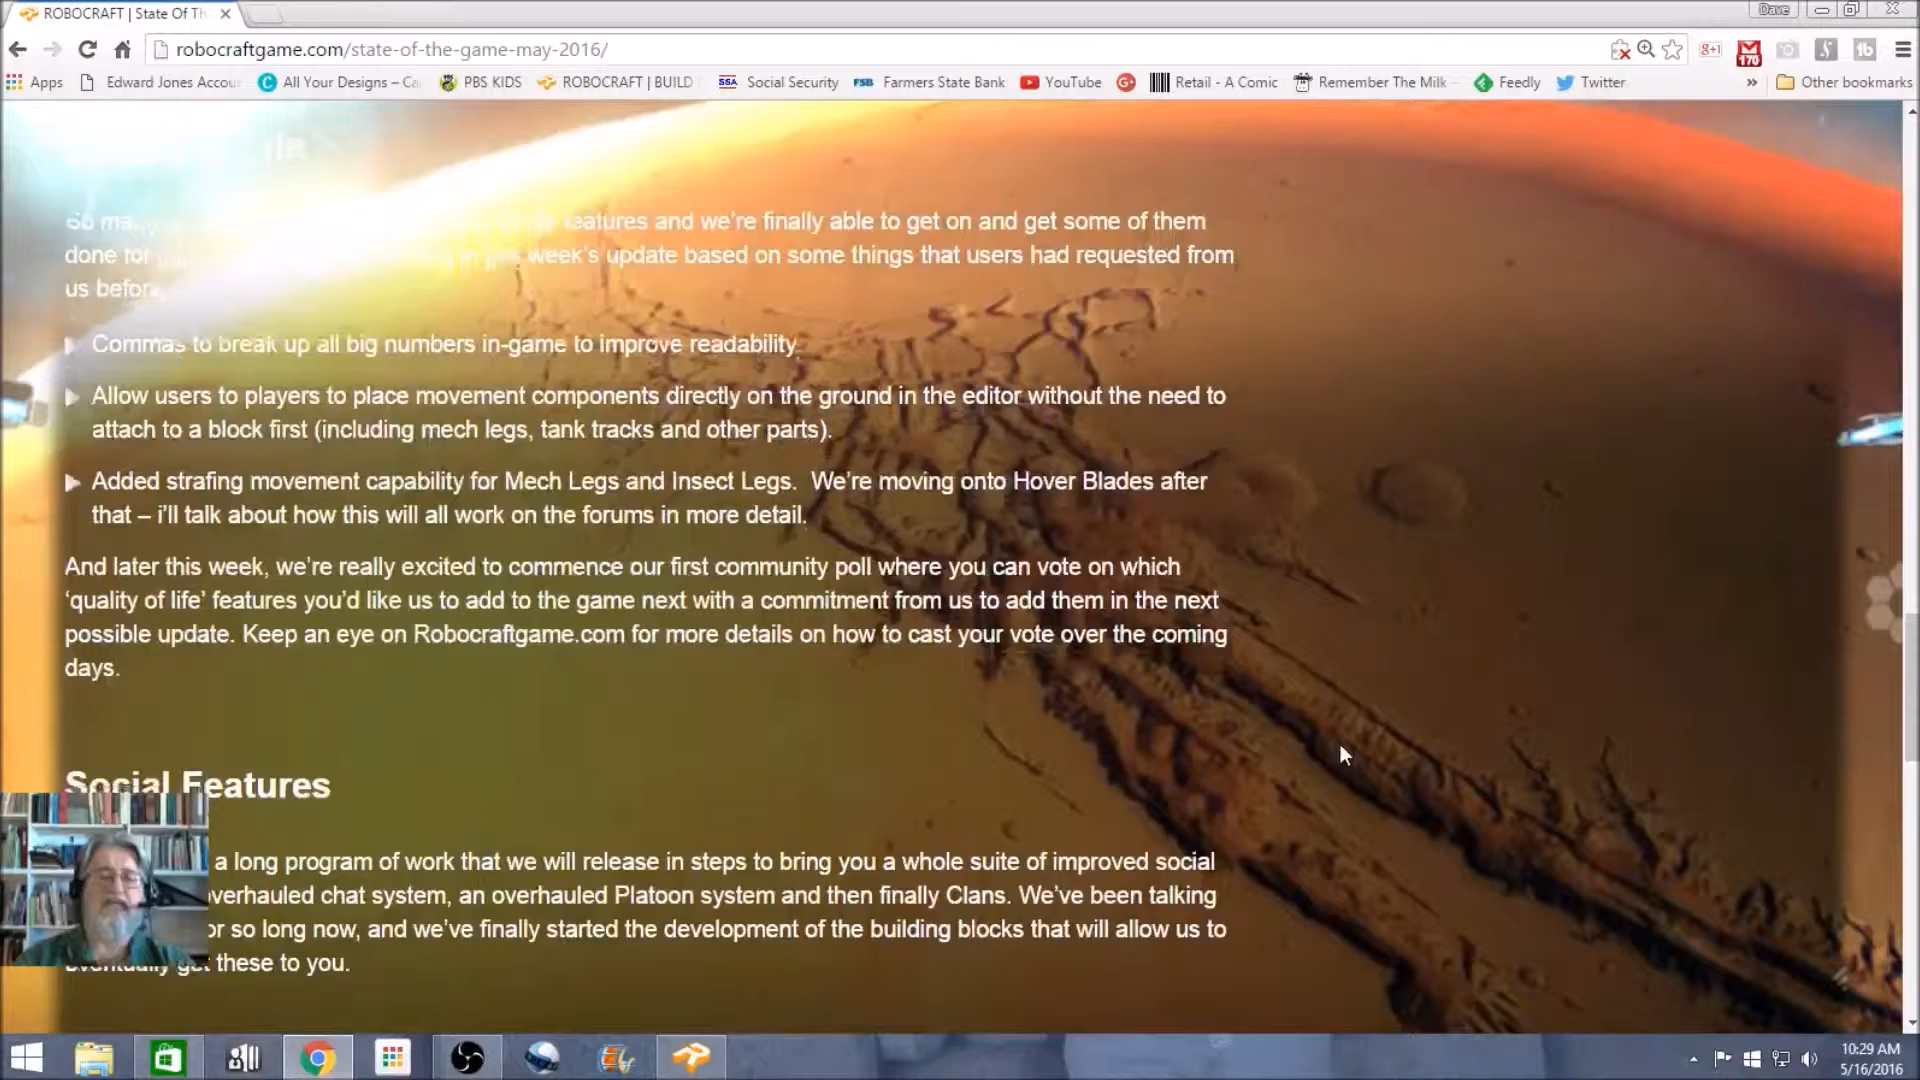 ROBOCRAFT | State Of Th
Dave
robocraftgame.com/state-of-the-game-may-2016/
170
Apps Edward Jones Accou All Your Designs – Ca PBS KIDS ROBOCRAFT | BUILD SSA Social Security FSB Farmers State Bank YouTube Retail - A Comic Remember The Milk Feedly Twitter » Other bookmarks
So features and we're finally able to get on and get some of them
done for week's update based on some things that users had requested from
us before
Commas to break up all big numbers in-game to improve readability
Allow users to players to place movement components directly on the ground in the editor without the need to
attach to a block first (including mech legs, tank tracks and other parts).
Added strafing movement capability for Mech Legs and Insect Legs. We're moving onto Hover Blades after
that – i'll talk about how this will all work on the forums in more detail.
And later this week, we're really excited to commence our first community poll where you can vote on which
'quality of life' features you'd like us to add to the game next with a commitment from us to add them in the next
possible update. Keep an eye on Robocraftgame.com for more details on how to cast your vote over the coming
days.
Social Features
a long program of work that we will release in steps to bring you a whole suite of improved social
overhauled chat system, an overhauled Platoon system and then finally Clans. We've been talking
or so long now, and we've finally started the development of the building blocks that will allow us to
eventually get these to you.
10:29 AM
5/16/2016